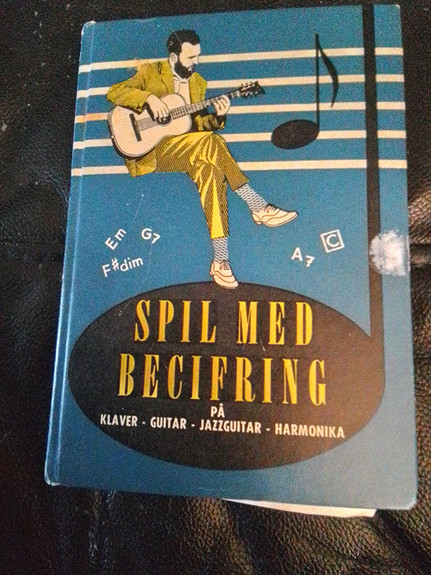 Em G7
F#dim
A7 C
SPIL MED
BECIFRING
PÅ
KLAVER - GUITAR - JAZZGUITAR - HARMONIKA